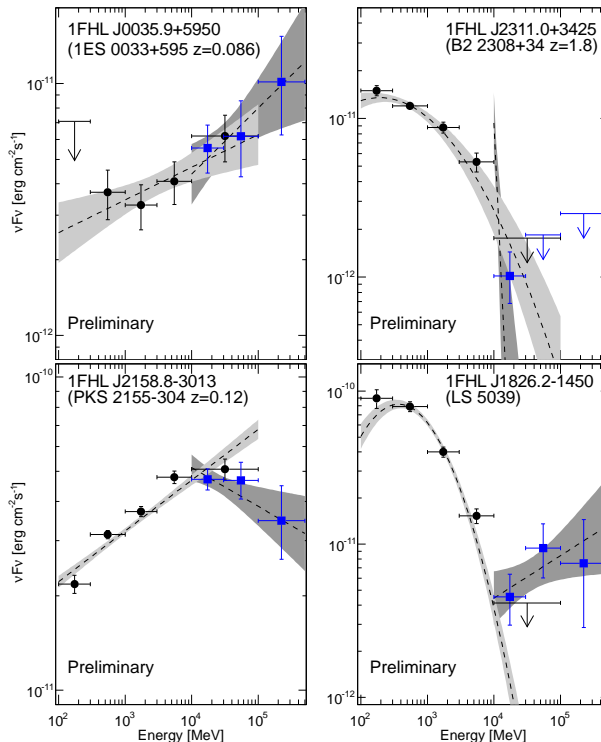 1FHL J0035.9+5950
(1ES 0033+595 z=0.086)
10⁻¹¹
νFν [erg cm⁻²s⁻¹]
10⁻¹²
Preliminary
1FHL J2311.0+3425
(B2 2308+34 z=1.8)
10⁻¹¹
10⁻¹²
Preliminary
1FHL J2158.8-3013
(PKS 2155-304 z=0.12)
10⁻¹⁰
νFν [erg cm⁻²s⁻¹]
10⁻¹¹
Preliminary
10² 10³ 10⁴ 10⁵
Energy [MeV]
1FHL J1826.2-1450
(LS 5039)
10⁻¹⁰
10⁻¹¹
10⁻¹²
Preliminary
10² 10³ 10⁴ 10⁵
Energy [MeV]